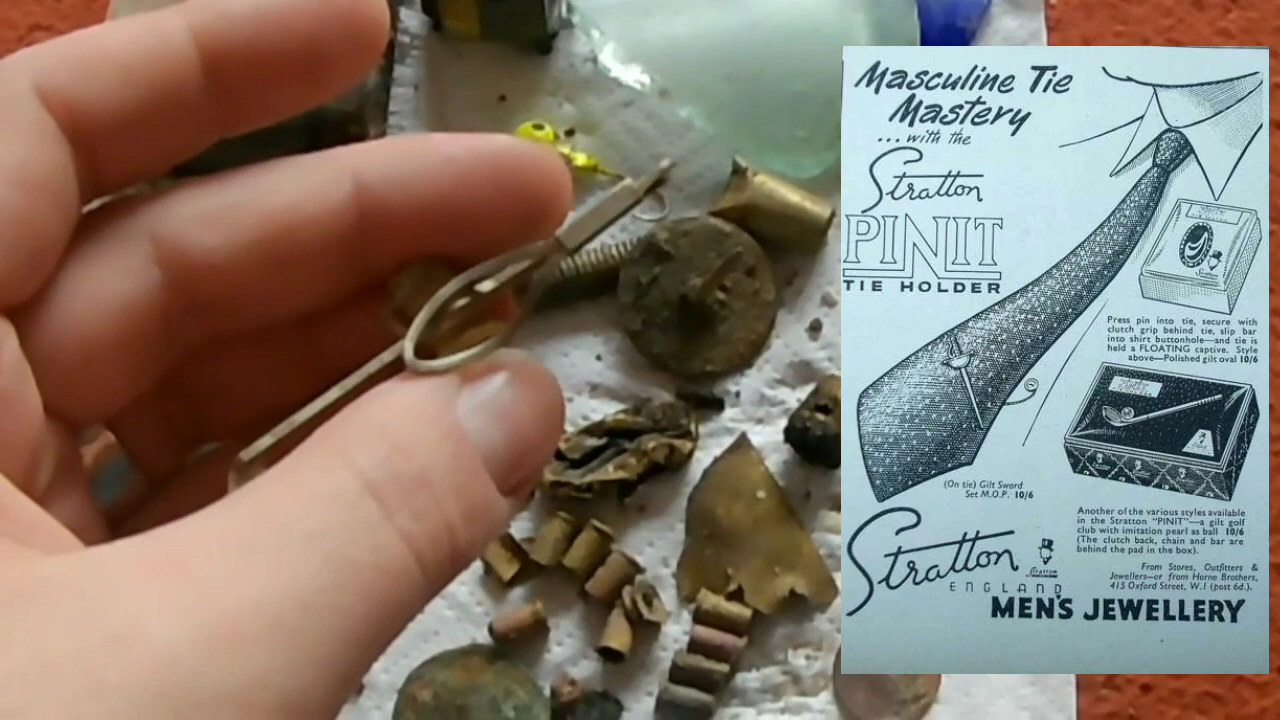 Masculine Tie
Mastery
... with the
Stratton
PINIT
TIE HOLDER
Press pin into tie, secure with
clutch grip behind tie, slip bar
into shirt buttonhole—and tie is
held a FLOATING captive. Style
above—Polished gilt oval 10/6
(On tie) Gilt Sword
Set M.O.P. 10/6
Another of the various styles available
in the Stratton "PINIT"—a gilt golf
club with imitation pearl as ball 10/6
(The clutch back, chain and bar are
behind the pad in the box).
Stratton
ENGLAND
From Stores, Outfitters &
Jewellers—or from Horne Brothers,
415 Oxford Street, W.1 (post 6d.).
MEN'S JEWELLERY